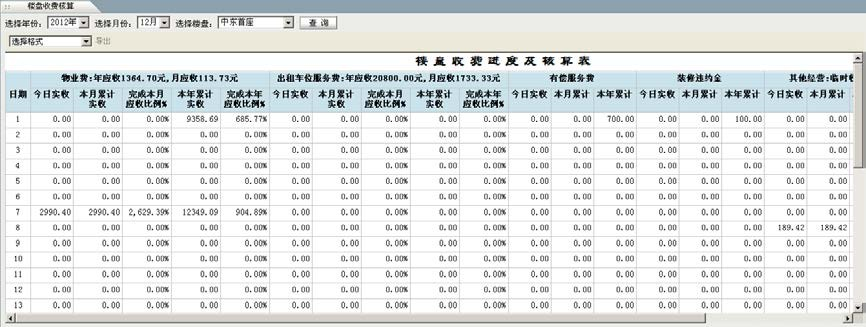 楼盘收费核算
选择年份: 2012年 选择月份: 12月 选择楼盘: 中东首座 查 询
选择格式 导出
楼盘收费进度及核算表
物业费:年应收1364.70元,月应收113.73元 出租车位服务费:年应收20800.00元,月应收1733.33元 有偿服务费 装修违约金 其他经营:临时
日期 今日实收 本月累计实收 完成本月应收比例% 本年累计实收 完成本年应收比例% 今日实收 本月累计实收 完成本月应收比例% 本年累计实收 完成本年应收比例% 今日实收 本月累计 本年累计 今日实收 本月累计 本年累计 今日实收 本月累计
1 0.00 0.00 0.00% 9358.69 685.77% 0.00 0.00 0.00% 0.00 0.00% 0.00 0.00 700.00 0.00 0.00 100.00 0.00 0.00
2 0.00 0.00 0.00% 0.00 0.00% 0.00 0.00 0.00% 0.00 0.00% 0.00 0.00 0.00 0.00 0.00 0.00 0.00 0.00
3 0.00 0.00 0.00% 0.00 0.00% 0.00 0.00 0.00% 0.00 0.00% 0.00 0.00 0.00 0.00 0.00 0.00 0.00 0.00
4 0.00 0.00 0.00% 0.00 0.00% 0.00 0.00 0.00% 0.00 0.00% 0.00 0.00 0.00 0.00 0.00 0.00 0.00 0.00
5 0.00 0.00 0.00% 0.00 0.00% 0.00 0.00 0.00% 0.00 0.00% 0.00 0.00 0.00 0.00 0.00 0.00 0.00 0.00
6 0.00 0.00 0.00% 0.00 0.00% 0.00 0.00 0.00% 0.00 0.00% 0.00 0.00 0.00 0.00 0.00 0.00 0.00 0.00
7 2990.40 2990.40 2,629.39% 12349.09 904.89% 0.00 0.00 0.00% 0.00 0.00% 0.00 0.00 0.00 0.00 0.00 0.00 0.00 0.00
8 0.00 0.00 0.00% 0.00 0.00% 0.00 0.00 0.00% 0.00 0.00% 0.00 0.00 0.00 0.00 0.00 0.00 189.42 189.42
9 0.00 0.00 0.00% 0.00 0.00% 0.00 0.00 0.00% 0.00 0.00% 0.00 0.00 0.00 0.00 0.00 0.00 0.00 0.00
10 0.00 0.00 0.00% 0.00 0.00% 0.00 0.00 0.00% 0.00 0.00% 0.00 0.00 0.00 0.00 0.00 0.00 0.00 0.00
11 0.00 0.00 0.00% 0.00 0.00% 0.00 0.00 0.00% 0.00 0.00% 0.00 0.00 0.00 0.00 0.00 0.00 0.00 0.00
12 0.00 0.00 0.00% 0.00 0.00% 0.00 0.00 0.00% 0.00 0.00% 0.00 0.00 0.00 0.00 0.00 0.00 0.00 0.00
13 0.00 0.00 0.00% 0.00 0.00% 0.00 0.00 0.00% 0.00 0.00% 0.00 0.00 0.00 0.00 0.00 0.00 0.00 0.00